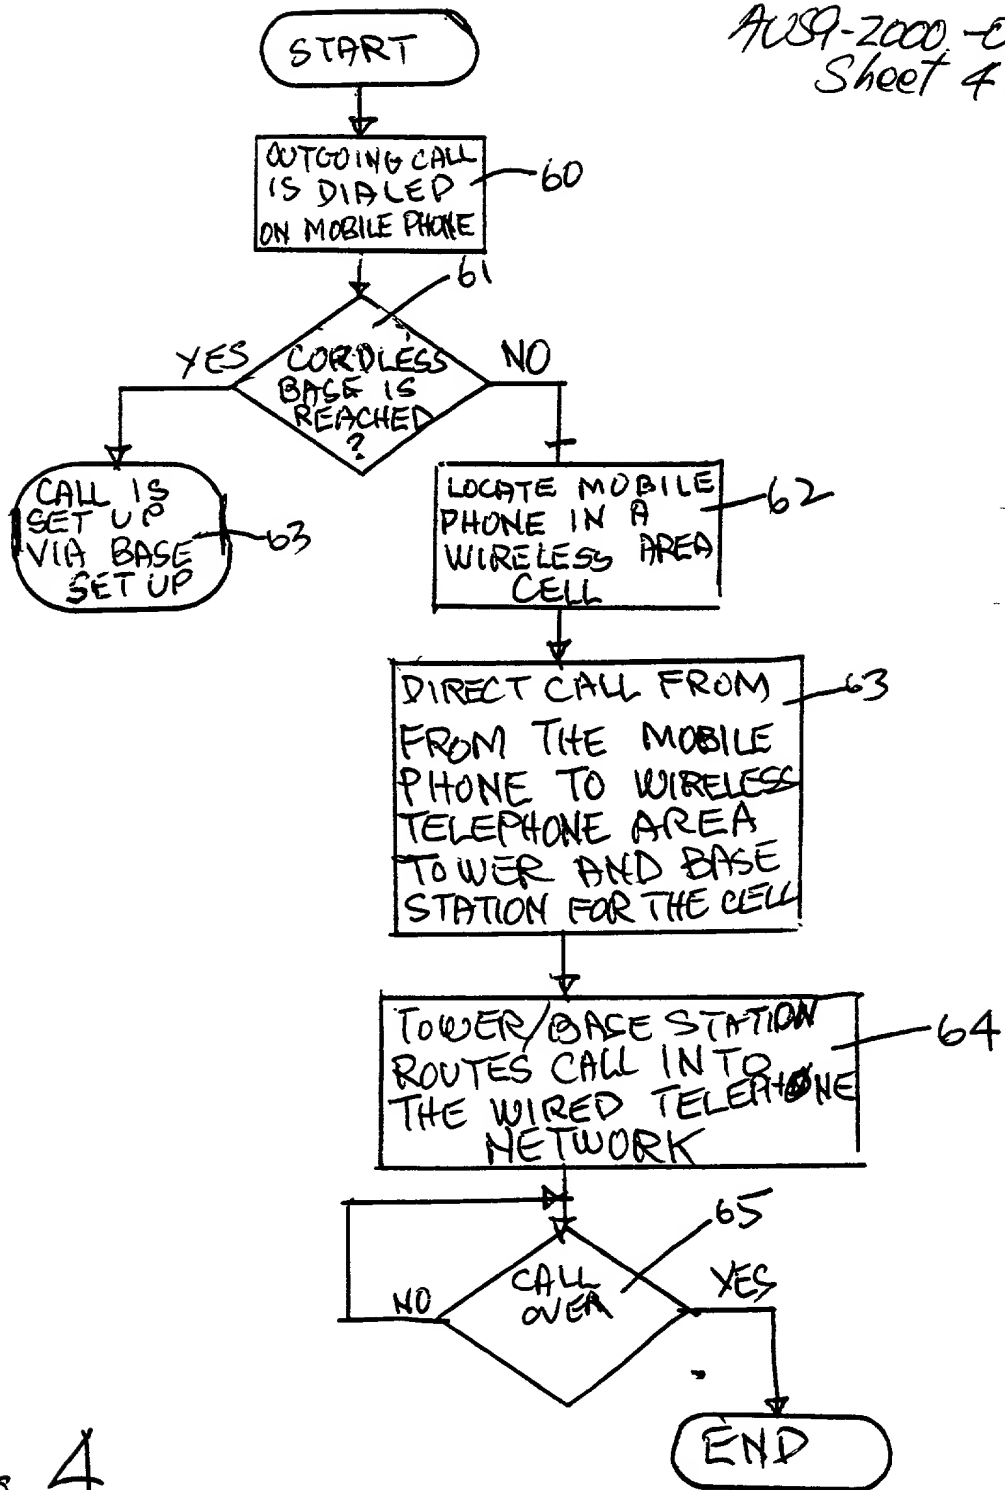 AUS9-2000-
Sheet 4
START
OUTGOING CALL
IS DIALED
ON MOBILE PHONE
60
61
YES
CORDLESS
BASE IS
REACHED
?
NO
CALL IS
SET UP
VIA BASE
SET UP
63
LOCATE MOBILE
PHONE IN A
WIRELESS AREA
CELL
62
DIRECT CALL FROM
FROM THE MOBILE
PHONE TO WIRELESS
TELEPHONE AREA
TOWER AND BASE
STATION FOR THE CELL
63
TOWER/BASE STATION
ROUTES CALL INTO
THE WIRED TELEPHONE
NETWORK
64
65
CALL
OVER
NO
YES
END
4